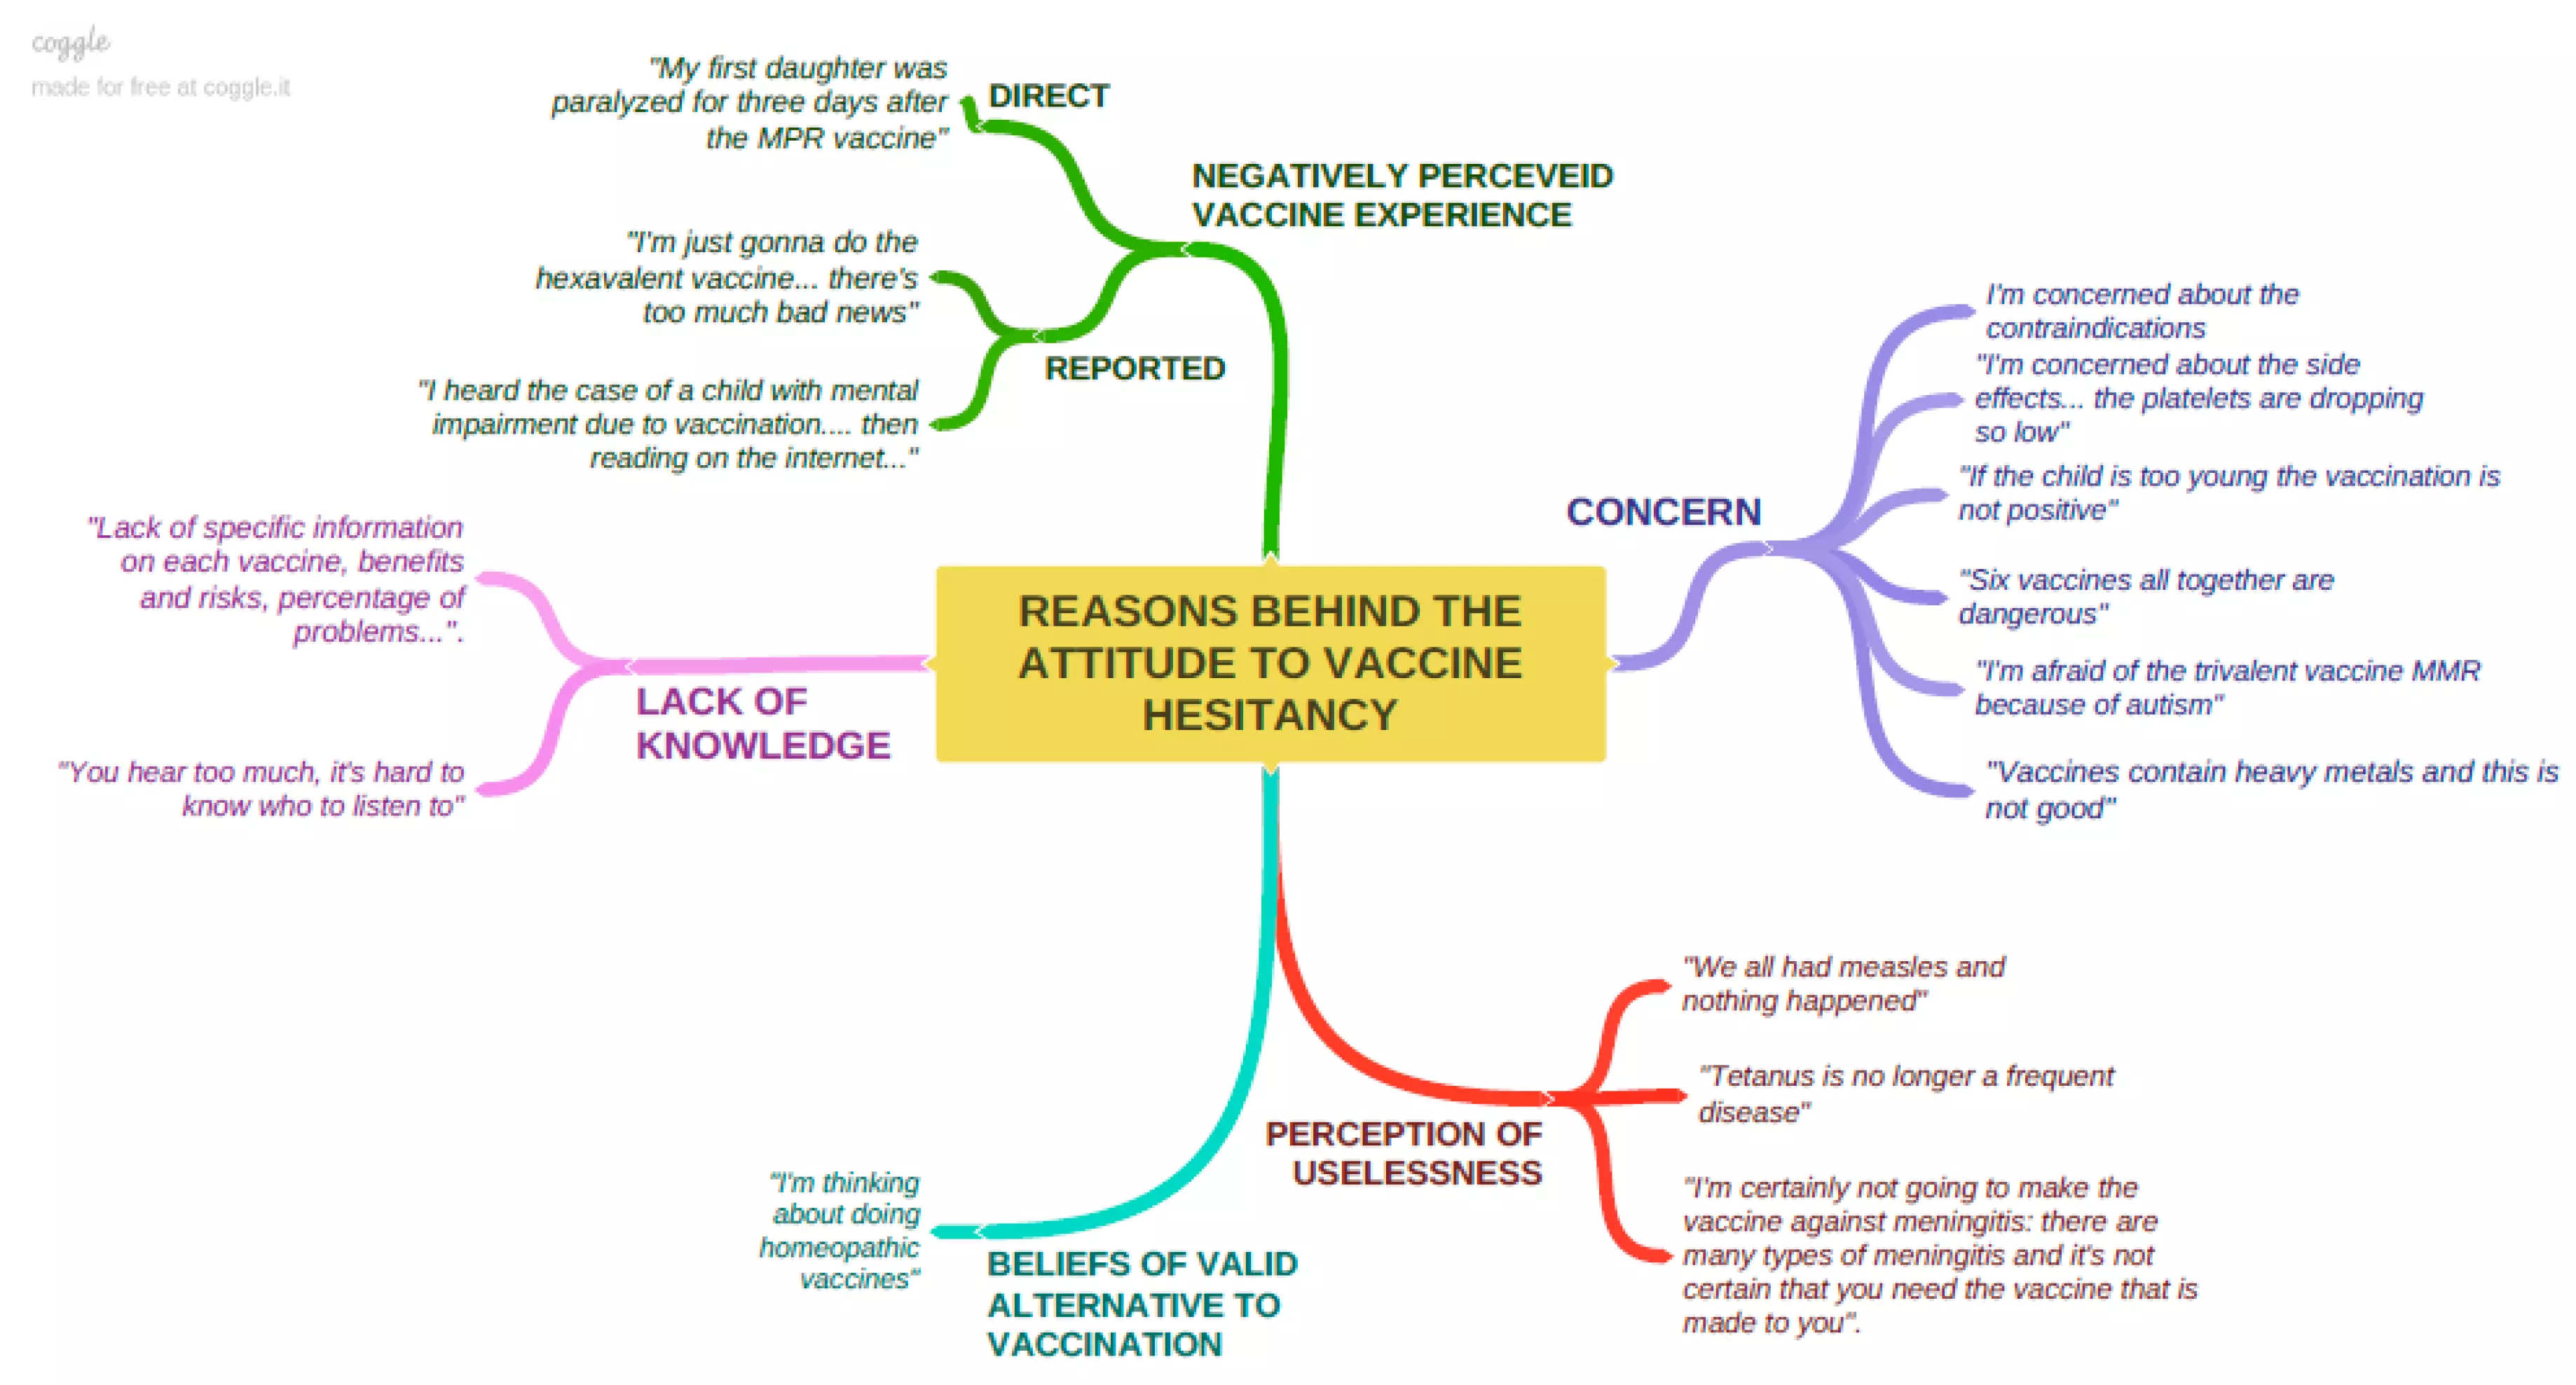 coggle
made for free at coggle.it
"My first daughter was
paralyzed for three days after
the MPR vaccine"
DIRECT
NEGATIVELY PERCEVEID
VACCINE EXPERIENCE
"I'm just gonna do the
hexavalent vaccine... there's
too much bad news"
REPORTED
"I heard the case of a child with mental
impairment due to vaccination.... then
reading on the internet..."
"Lack of specific information
on each vaccine, benefits
and risks, percentage of
problems...".
LACK OF
KNOWLEDGE
"You hear too much, it's hard to
know who to listen to"
REASONS BEHIND THE
ATTITUDE TO VACCINE
HESITANCY
CONCERN
I'm concerned about the
contraindications
"I'm concerned about the side
effects... the platelets are dropping
so low"
"If the child is too young the vaccination is
not positive"
"Six vaccines all together are
dangerous"
"I'm afraid of the trivalent vaccine MMR
because of autism"
"Vaccines contain heavy metals and this is
not good"
PERCEPTION OF
USELESSNESS
"We all had measles and
nothing happened"
"Tetanus is no longer a frequent
disease"
"I'm certainly not going to make the
vaccine against meningitis: there are
many types of meningitis and it's not
certain that you need the vaccine that is
made to you".
"I'm thinking
about doing
homeopathic
vaccines"
BELIEFS OF VALID
ALTERNATIVE TO
VACCINATION